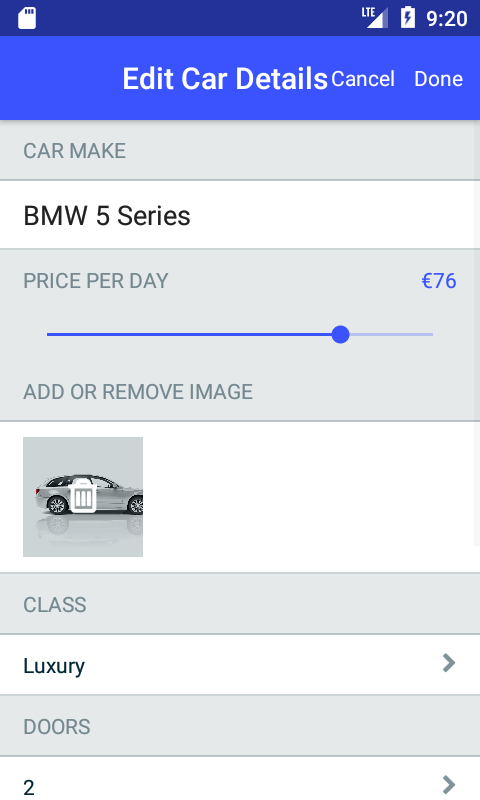 LTE 9:20
Edit Car Details Cancel Done
CAR MAKE
BMW 5 Series
PRICE PER DAY €76
ADD OR REMOVE IMAGE
CLASS
Luxury
DOORS
2